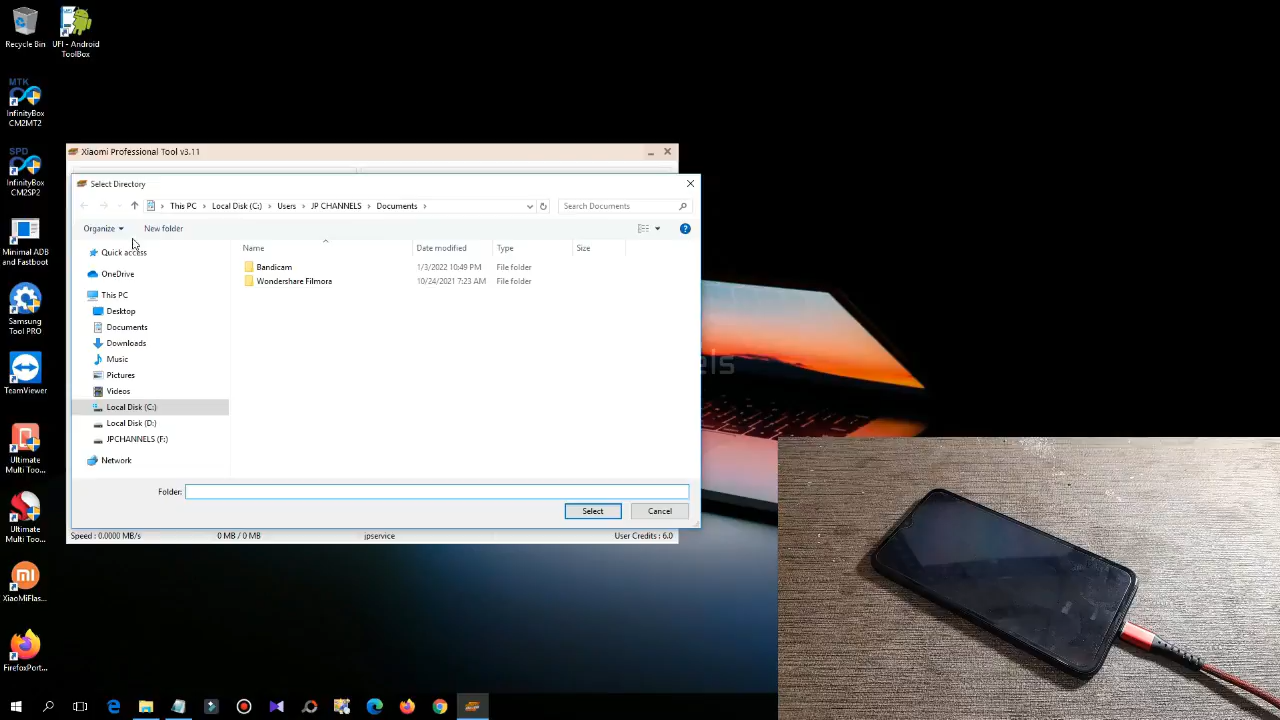 Recycle Bin
UFI - Android
ToolBox
MTK
InfinityBox
CM2MT2
SPD
InfinityBox
CM2SP2
Minimal ADB
and Fastboot
Samsung
Tool PRO
TeamViewer
Ultimate
Multi Too...
Ultimate
Multi Too...
XiaoMiFlas...
FirefoxPort...
Xiaomi Professional Tool v3.11
Select Directory
This PC > Local Disk (C:) > Users > JP CHANNELS > Documents >
Search Documents
Organize
New folder
Name
Date modified
Type
Size
Quick access
OneDrive
This PC
Desktop
Documents
Downloads
Music
Pictures
Videos
Local Disk (C:)
Local Disk (D:)
JPCHANNELS (F:)
Network
Bandicam 1/3/2022 10:49 PM File folder
Wondershare Filmora 10/24/2021 7:23 AM File folder
Folder:
Select
Cancel
Speed : 0.0000 MB/s
0 MB / 0 MB
jpservice
User Credits : 6.0
els